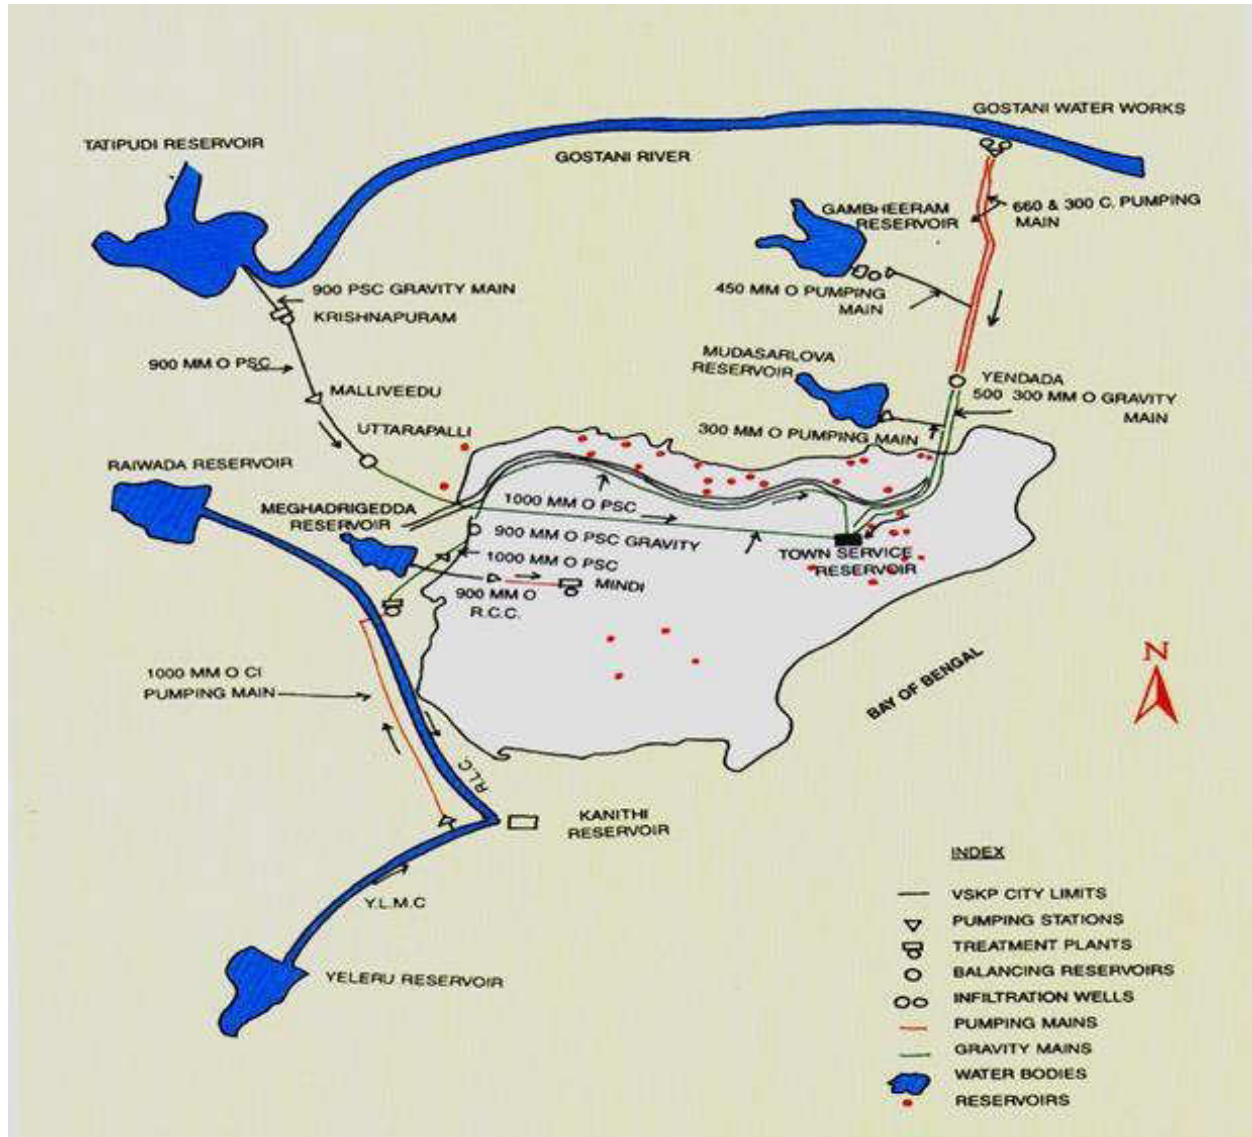 GOSTANI WATER WORKS
TATIPUDI RESERVOIR
GOSTANI RIVER
GAMBHEERAM
RESERVOIR
660 & 300 C. PUMPING
MAIN
900 PSC GRAVITY MAIN
KRISHNAPURAM
450 MM O PUMPING
MAIN
900 MM O PSC
MUDASARLOVA
RESERVOIR
MALLIVEEDU
YENDADA
500 300 MM O GRAVITY
MAIN
UTTARAPALLI
300 MM O PUMPING MAIN
RAIWADA RESERVOIR
MEGHADRIGEDDA
RESERVOIR
1000 MM O PSC
900 MM O PSC GRAVITY
TOWN SERVICE
RESERVOIR
1000 MM O PSC
MINDI
900 MM O
R.C.C.
1000 MM O CI
PUMPING MAIN
BAY OF BENGAL
N
R.L.C.
KANITHI
RESERVOIR
Y.L.M.C
YELERU RESERVOIR
INDEX
VSKP CITY LIMITS
PUMPING STATIONS
TREATMENT PLANTS
BALANCING RESERVOIRS
INFILTRATION WELLS
PUMPING MAINS
GRAVITY MAINS
WATER BODIES
RESERVOIRS